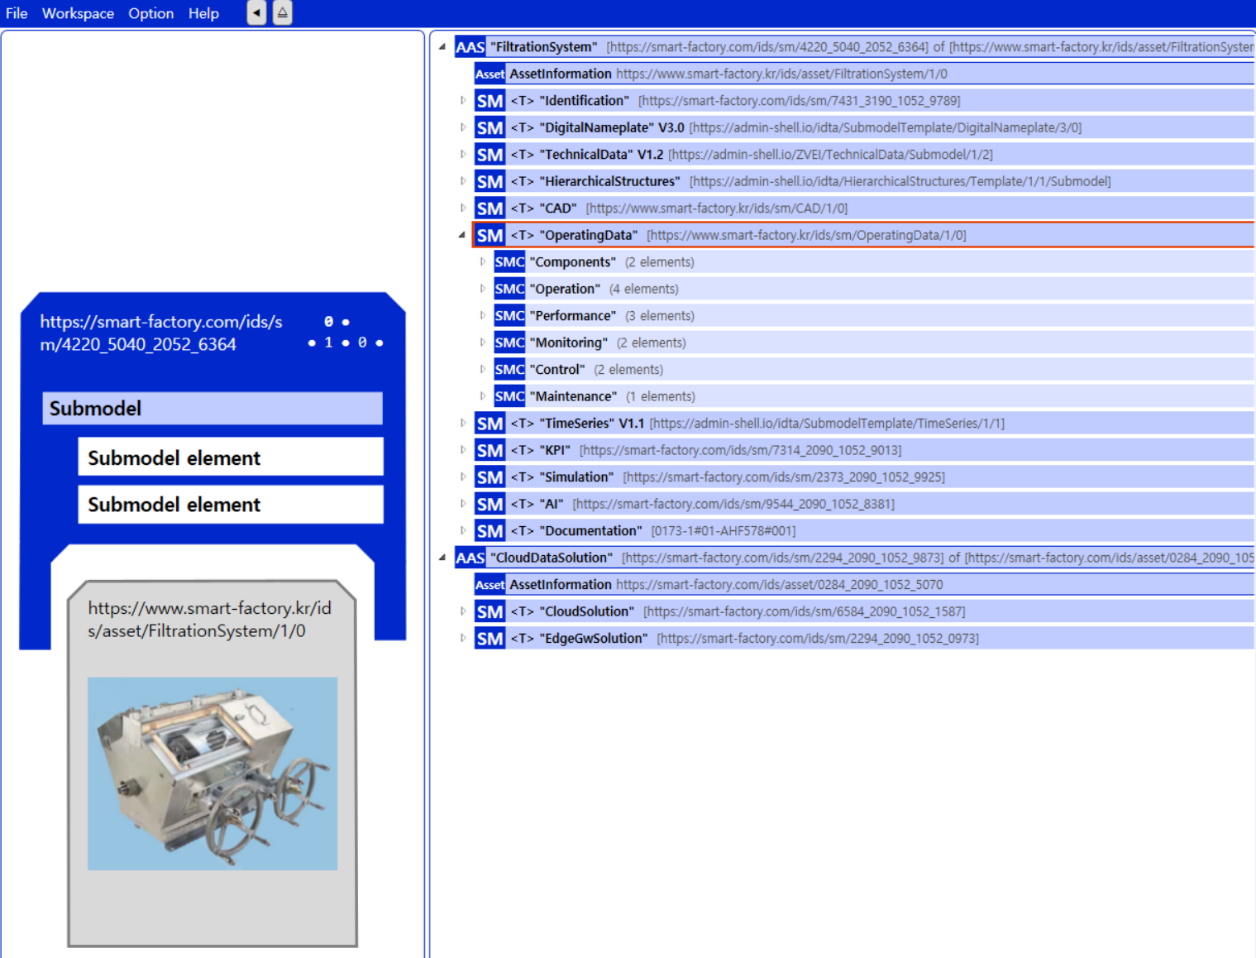 File Workspace Option Help
https://smart-factory.com/ids/s
m/4220_5040_2052_6364
0
1 0
Submodel
Submodel element
Submodel element
https://www.smart-factory.kr/id
s/asset/FiltrationSystem/1/0
AAS "FiltrationSystem" [https://smart-factory.com/ids/sm/4220_5040_2052_6364] of [https://www.smart-factory.kr/ids/asset/FiltrationSyster
Asset AssetInformation https://www.smart-factory.kr/ids/asset/FiltrationSystem/1/0
SM <T> "Identification" [https://smart-factory.com/ids/sm/7431_3190_1052_9789]
SM <T> "DigitalNameplate" V3.0 [https://admin-shell.io/idta/SubmodelTemplate/DigitalNameplate/3/0]
SM <T> "TechnicalData" V1.2 [https://admin-shell.io/ZVEI/TechnicalData/Submodel/1/2]
SM <T> "HierarchicalStructures" [https://admin-shell.io/idta/HierarchicalStructures/Template/1/1/Submodel]
SM <T> "CAD" [https://www.smart-factory.kr/ids/sm/CAD/1/0]
SM <T> "OperatingData" [https://www.smart-factory.kr/ids/sm/OperatingData/1/0]
SMC "Components" (2 elements)
SMC "Operation" (4 elements)
SMC "Performance" (3 elements)
SMC "Monitoring" (2 elements)
SMC "Control" (2 elements)
SMC "Maintenance" (1 elements)
SM <T> "TimeSeries" V1.1 [https://admin-shell.io/idta/SubmodelTemplate/TimeSeries/1/1]
SM <T> "KPI" [https://smart-factory.com/ids/sm/7314_2090_1052_9013]
SM <T> "Simulation" [https://smart-factory.com/ids/sm/2373_2090_1052_9925]
SM <T> "AI" [https://smart-factory.com/ids/sm/9544_2090_1052_8381]
SM <T> "Documentation" [0173-1#01-AHF578#001]
AAS "CloudDataSolution" [https://smart-factory.com/ids/sm/2294_2090_1052_9873] of [https://smart-factory.com/ids/asset/0284_2090_105
Asset AssetInformation https://smart-factory.com/ids/asset/0284_2090_1052_5070
SM <T> "CloudSolution" [https://smart-factory.com/ids/sm/6584_2090_1052_1587]
SM <T> "EdgeGwSolution" [https://smart-factory.com/ids/sm/2294_2090_1052_0973]